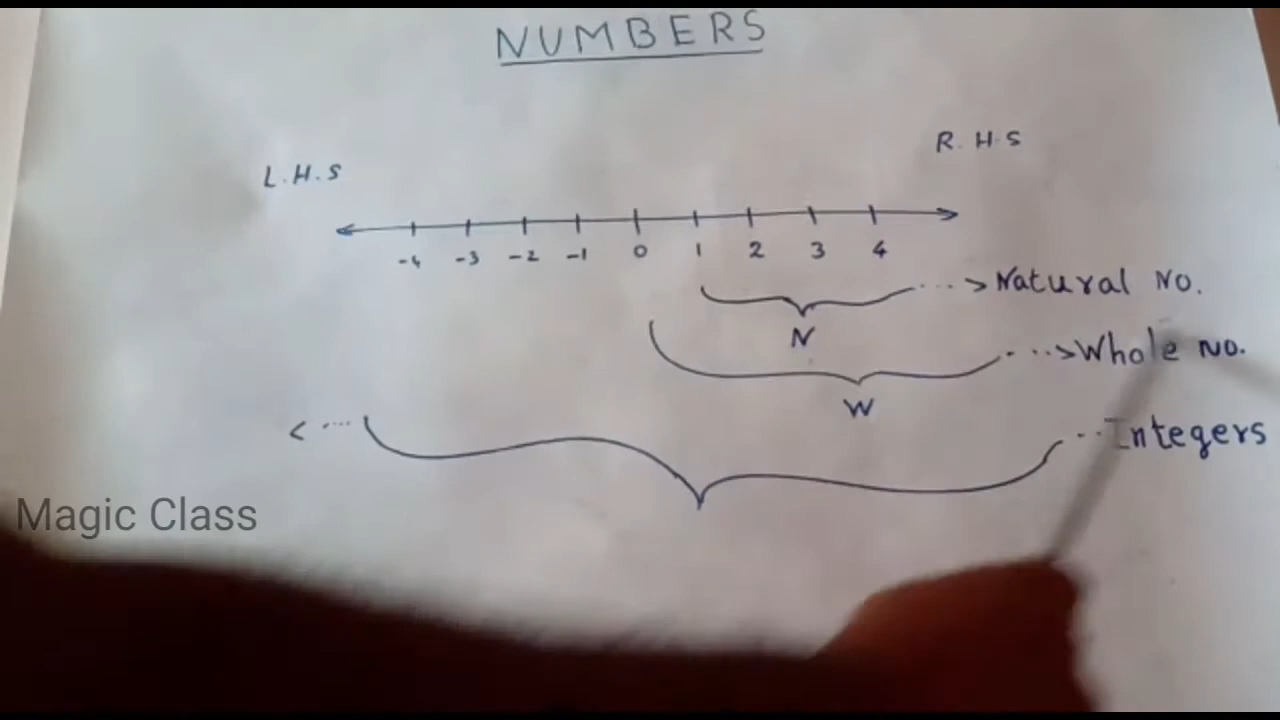 NUMBERS
R.H.S
L.H.S
-4 -3 -2 -1 0 1 2 3 4
Natural No.
N
Whole No.
W
Integers
Magic Class